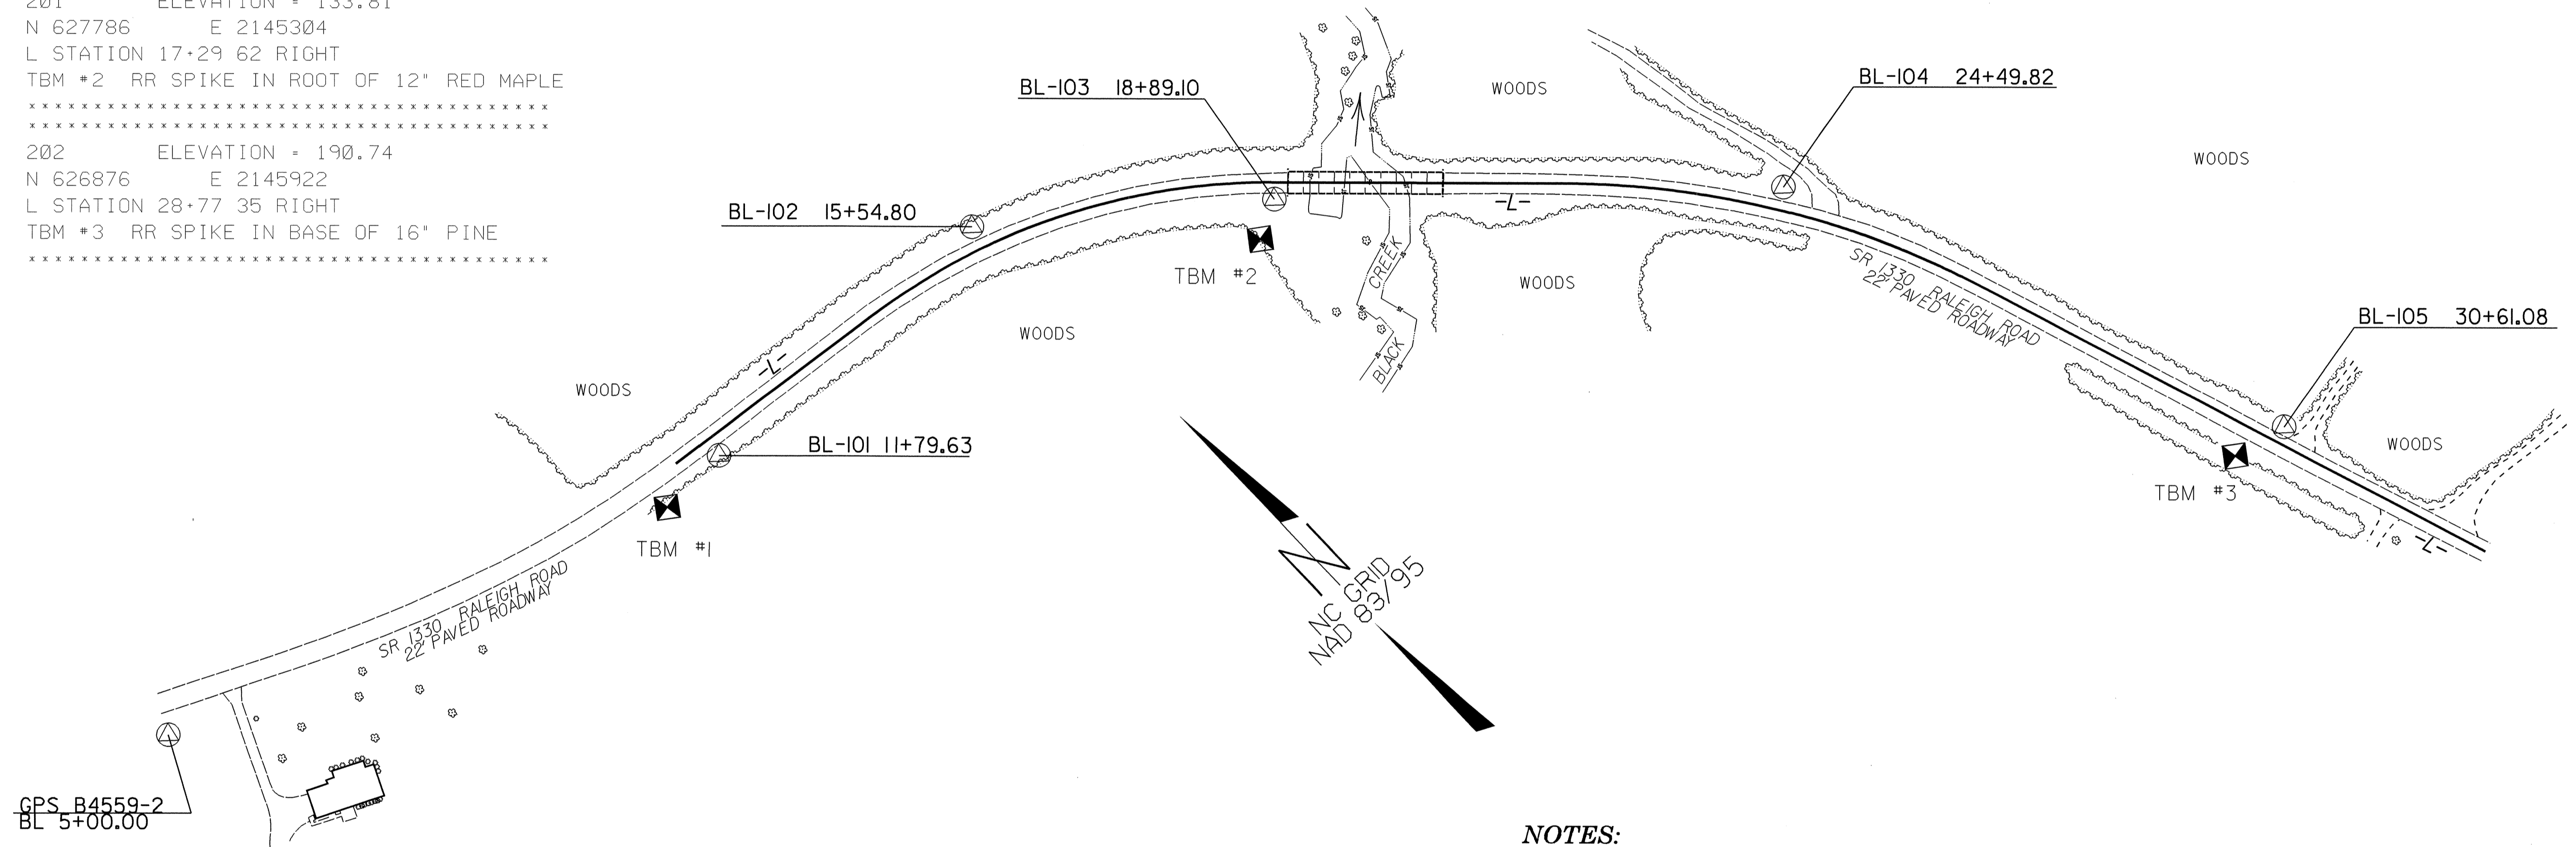 201 ELEVATION = 133.81
N 627786 E 2145304
L STATION 17+29 62 RIGHT
TBM #2 RR SPIKE IN ROOT OF 12" RED MAPLE
****************************************
****************************************
202 ELEVATION = 190.74
N 626876 E 2145922
L STATION 28+77 35 RIGHT
TBM #3 RR SPIKE IN BASE OF 16" PINE
****************************************
BL-103 18+89.10
WOODS
BL-104 24+49.82
WOODS
BL-102 15+54.80
-L-
TBM #2
BLACK CREEK
WOODS
SR 1330 RALEIGH ROAD
22' PAVED ROADWAY
WOODS
BL-105 30+61.08
-L-
WOODS
BL-101 11+79.63
WOODS
TBM #3
TBM #1
-L-
N
NC GRID
NAD 83/95
SR 1330 RALEIGH ROAD
22' PAVED ROADWAY
GPS B4559-2
BL 5+00.00
NOTES: